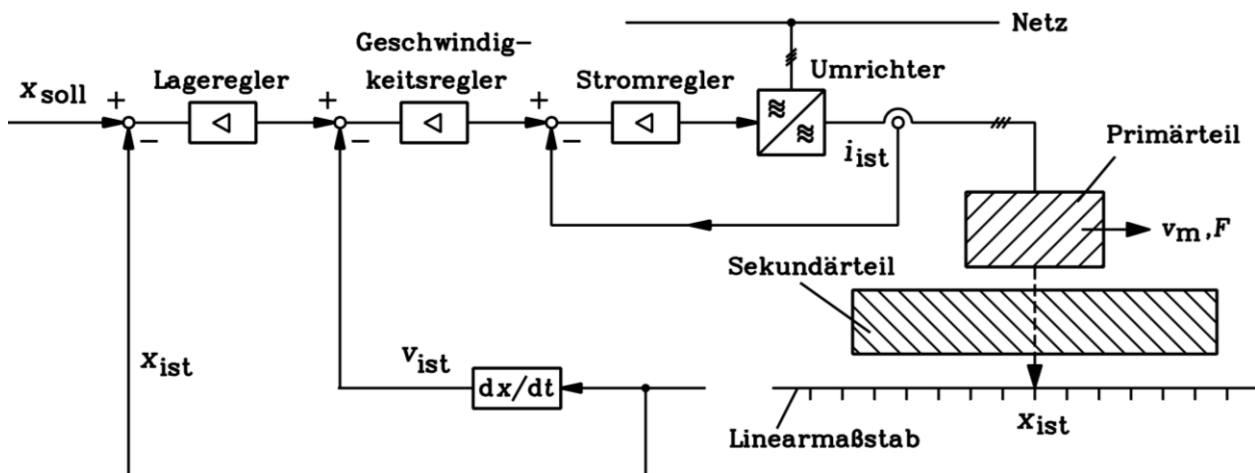 Netz
Geschwindig-
keitsregler
Lageregler
Stromregler
Umrichter
x soll
+
−
+
−
+
−
≋
≋
i ist
Primärteil
v m , F
Sekundärteil
x ist
v ist
dx/dt
Linearmaßstab
x ist